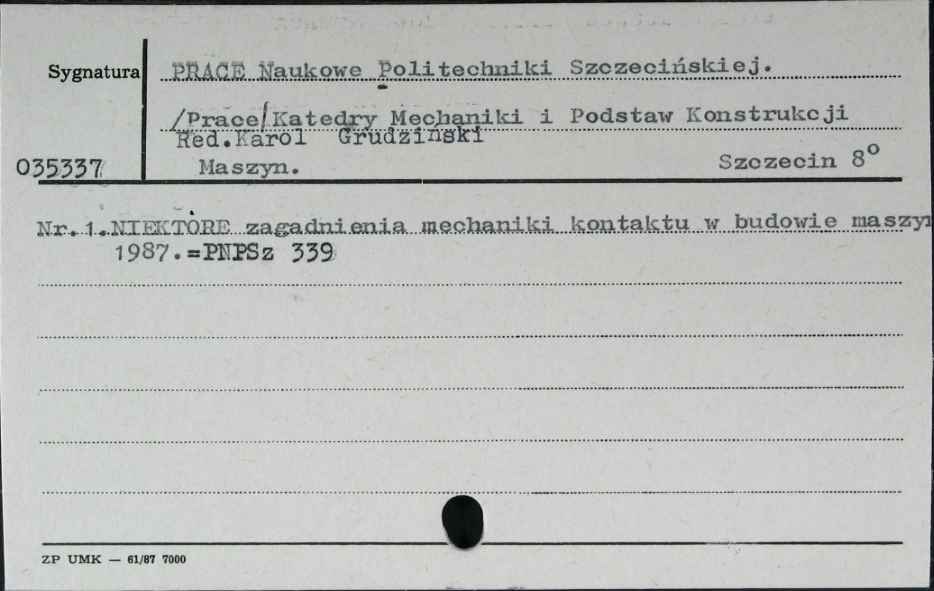 Sygnatura
PRACE Naukowe Politechniki Szczecińskiej.
/Prace/Katedry Mechaniki i Podstaw Konstrukcji
Red.Karol Grudziński
035337 Maszyn. Szczecin 8°
Nr. 1.NIEKTÓRE zagadnienia mechaniki kontaktu w budowie maszyn
1987.=PNPSz 339
ZP UMK — 61/87 7000